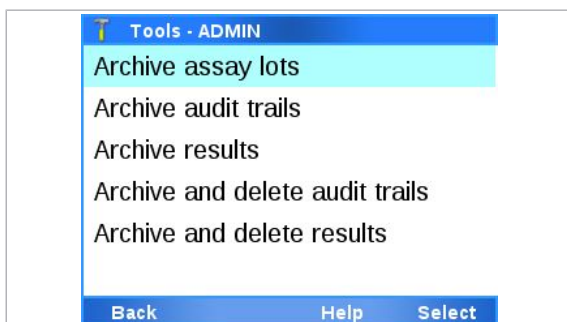 Tools - ADMIN
Archive assay lots
Archive audit trails
Archive results
Archive and delete audit trails
Archive and delete results
Back Help Select